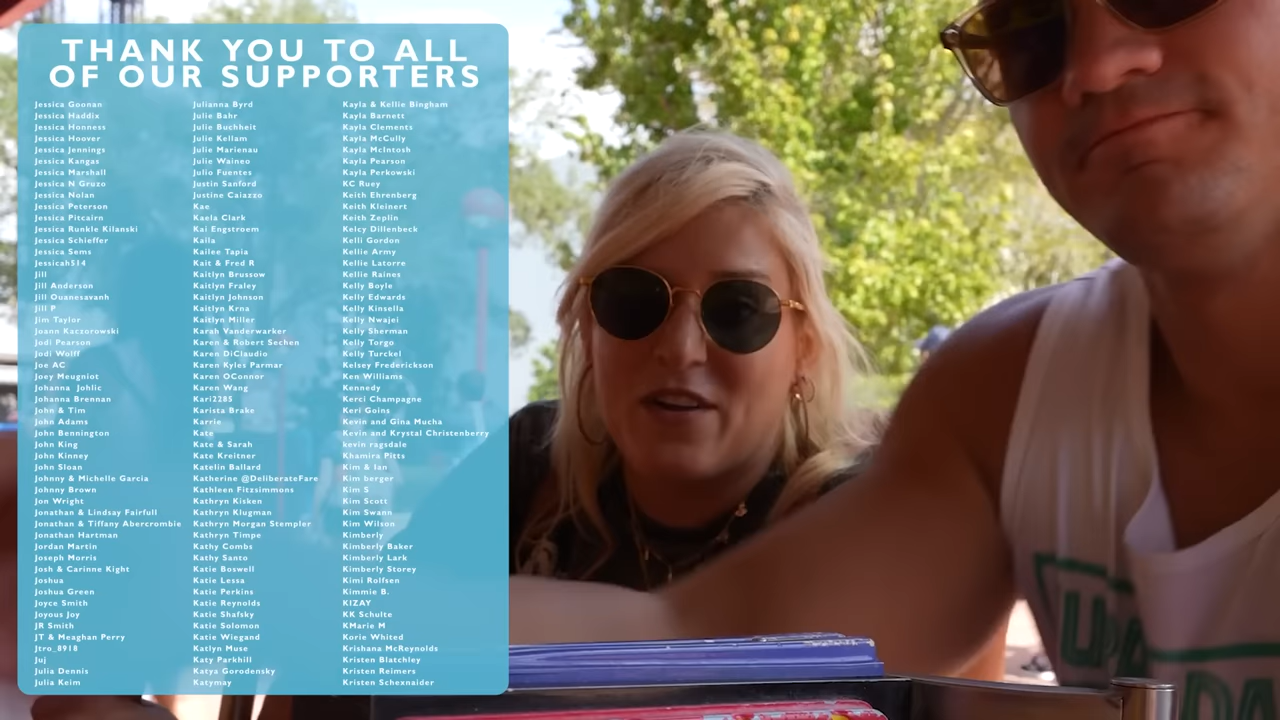 THANK YOU TO ALL
OF OUR SUPPORTERS
Jessica Goonan
Jessica Haddix
Jessica Honness
Jessica Hoover
Jessica Jennings
Jessica Kangas
Jessica Marshall
Jessica N Gruzo
Jessica Nolan
Jessica Peterson
Jessica Pitcairn
Jessica Runkle Kilanski
Jessica Schieffer
Jessica Sems
Jessicah514
Jill
Jill Anderson
Jill Ouanesavanh
Jill P
Jim Taylor
Joann Kaczorowski
Jodi Pearson
Jodi Wolff
Joe AC
Joey Meugniot
Johanna Johlic
Johanna Brennan
John & Tim
John Adams
John Bennington
John King
John Kinney
John Sloan
Johnny & Michelle Garcia
Johnny Brown
Jon Wright
Jonathan & Lindsay Fairfull
Jonathan & Tiffany Abercrombie
Jonathan Hartman
Jordan Martin
Joseph Morris
Josh & Carinne Kight
Joshua
Joshua Green
Joyce Smith
Joyous Joy
JR Smith
JT & Meaghan Perry
Jtro_8918
Juj
Julia Dennis
Julia Keim
Julianna Byrd
Julie Bahr
Julie Buchheit
Julie Kellam
Julie Marienau
Julie Waineo
Julio Fuentes
Justin Sanford
Justine Caiazzo
Kae
Kaela Clark
Kai Engstroem
Kaila
Kailee Tapia
Kait & Fred R
Kaitlyn Brussow
Kaitlyn Fraley
Kaitlyn Johnson
Kaitlyn Krna
Kaitlyn Miller
Karah Vanderwarker
Karen & Robert Sechen
Karen DiClaudio
Karen Kyles Parmar
Karen OConnor
Karen Wang
Kari2285
Karista Brake
Karrie
Kate
Kate & Sarah
Kate Kreitner
Katelin Ballard
Katherine @DeliberateFare
Kathleen Fitzsimmons
Kathryn Kisken
Kathryn Klugman
Kathryn Morgan Stempler
Kathryn Timpe
Kathy Combs
Kathy Santo
Katie Boswell
Katie Lessa
Katie Perkins
Katie Reynolds
Katie Shafsky
Katie Solomon
Katie Wiegand
Katlyn Muse
Katy Parkhill
Katya Gorodensky
Katymay
Kayla & Kellie Bingham
Kayla Barnett
Kayla Clements
Kayla McCully
Kayla McIntosh
Kayla Pearson
Kayla Perkowski
KC Ruey
Keith Ehrenberg
Keith Kleinert
Keith Zeplin
Kelcy Dillenbeck
Kelli Gordon
Kellie Army
Kellie Latorre
Kellie Raines
Kelly Boyle
Kelly Edwards
Kelly Kinsella
Kelly Nwajei
Kelly Sherman
Kelly Torgo
Kelly Turckel
Kelsey Frederickson
Ken Williams
Kennedy
Kerci Champagne
Keri Goins
Kevin and Gina Mucha
Kevin and Krystal Christenberry
kevin ragsdale
Khamira Pitts
Kim & Ian
Kim berger
Kim S
Kim Scott
Kim Swann
Kim Wilson
Kimberly
Kimberly Baker
Kimberly Lark
Kimberly Storey
Kimi Rolfsen
Kimmie B.
KIZAY
KK Schulte
KMarie M
Korie Whited
Krishana McReynolds
Kristen Blatchley
Kristen Reimers
Kristen Schexnaider